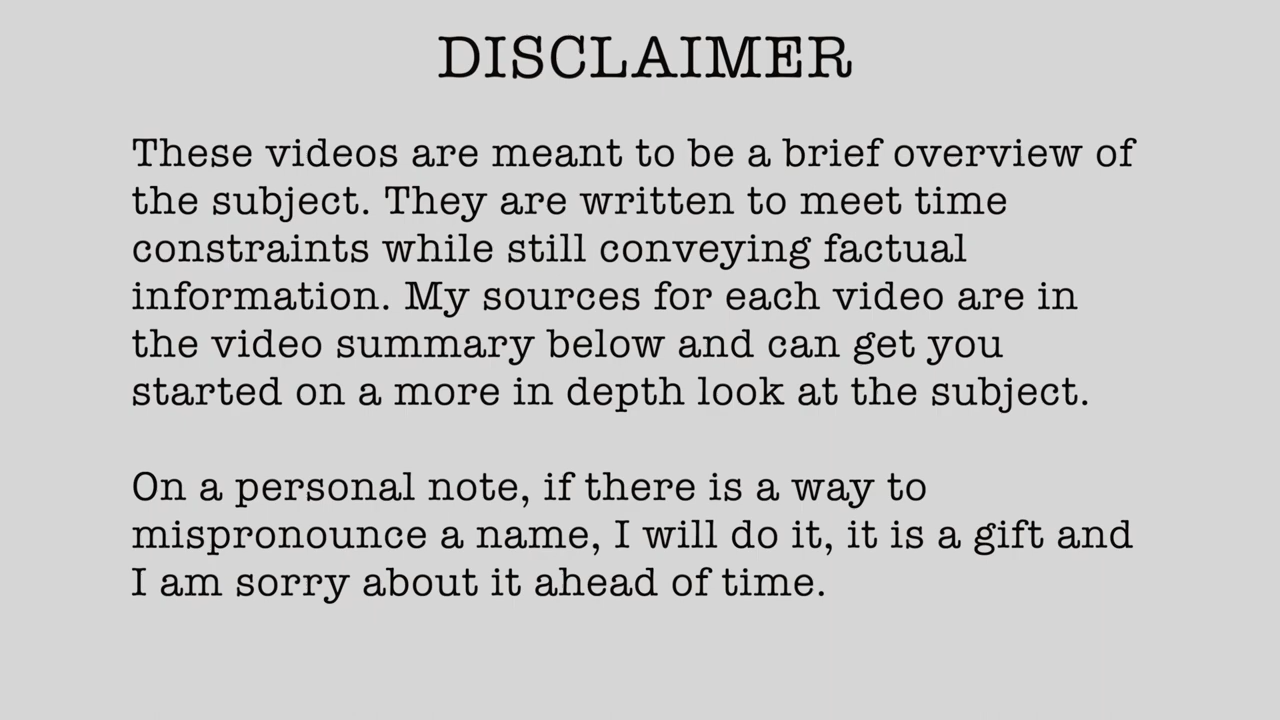 DISCLAIMER
These videos are meant to be a brief overview of
the subject. They are written to meet time
constraints while still conveying factual
information. My sources for each video are in
the video summary below and can get you
started on a more in depth look at the subject.
On a personal note, if there is a way to
mispronounce a name, I will do it, it is a gift and
I am sorry about it ahead of time.